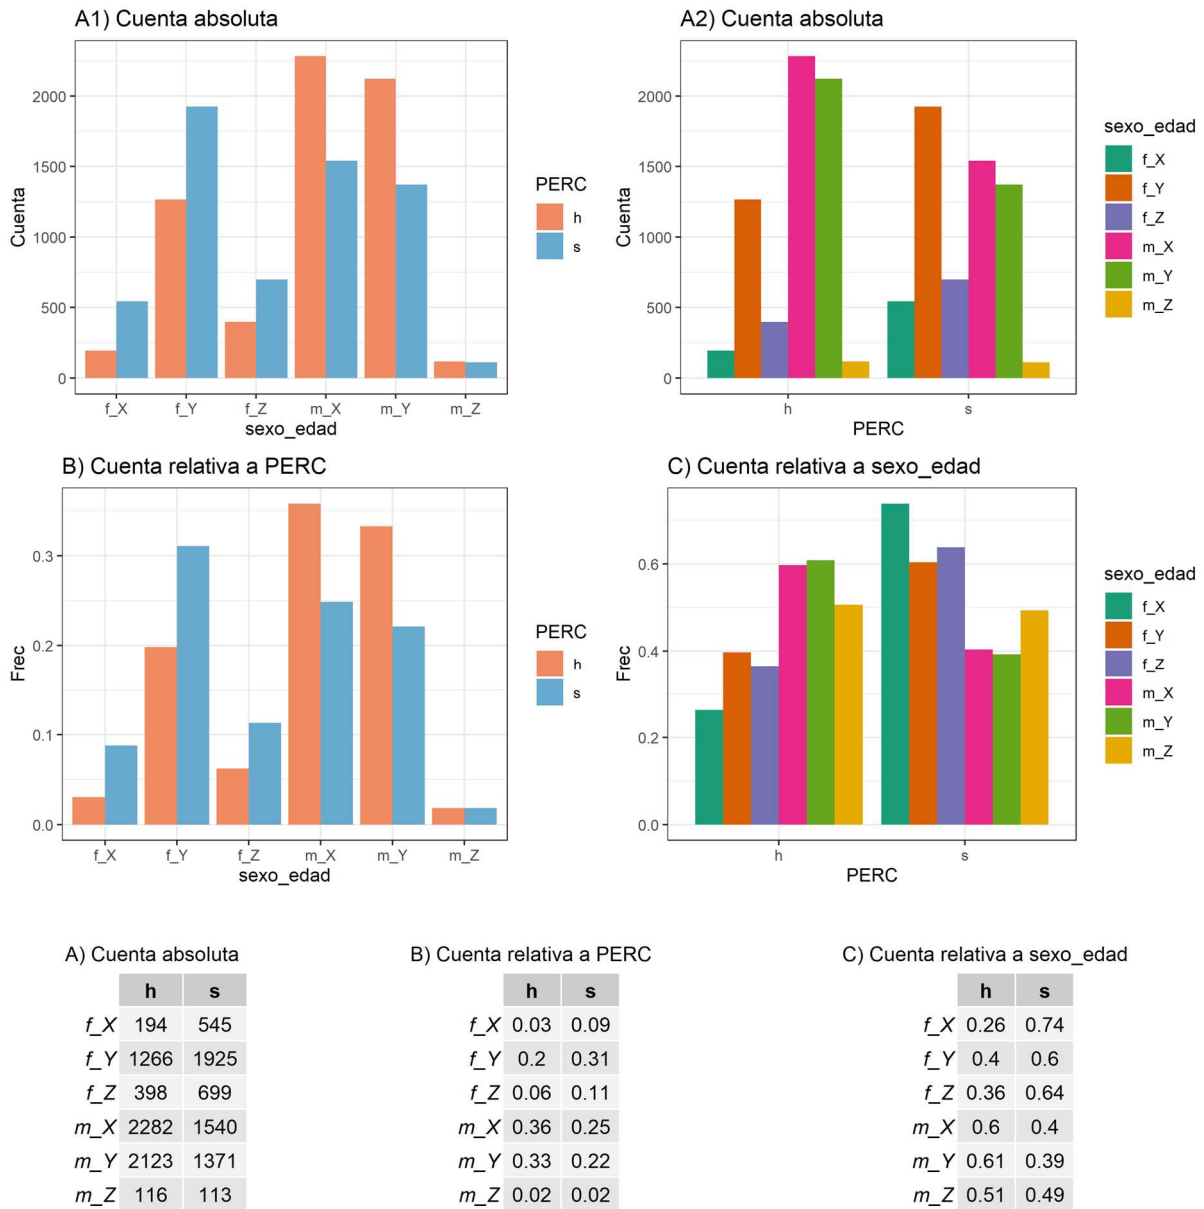 A1) Cuenta absoluta
2000
1500
1000
500
0
Cuenta
f_X f_Y f_Z m_X m_Y m_Z
sexo_edad
PERC
h
s
A2) Cuenta absoluta
2000
1500
1000
500
0
Cuenta
h s
PERC
sexo_edad
f_X
f_Y
f_Z
m_X
m_Y
m_Z
B) Cuenta relativa a PERC
0.3
0.2
0.1
0.0
Frec
f_X f_Y f_Z m_X m_Y m_Z
sexo_edad
PERC
h
s
C) Cuenta relativa a sexo_edad
0.6
0.4
0.2
0.0
Frec
h s
PERC
sexo_edad
f_X
f_Y
f_Z
m_X
m_Y
m_Z
A) Cuenta absoluta
h s
f_X 194 545
f_Y 1266 1925
f_Z 398 699
m_X 2282 1540
m_Y 2123 1371
m_Z 116 113
B) Cuenta relativa a PERC
h s
f_X 0.03 0.09
f_Y 0.2 0.31
f_Z 0.06 0.11
m_X 0.36 0.25
m_Y 0.33 0.22
m_Z 0.02 0.02
C) Cuenta relativa a sexo_edad
h s
f_X 0.26 0.74
f_Y 0.4 0.6
f_Z 0.36 0.64
m_X 0.6 0.4
m_Y 0.61 0.39
m_Z 0.51 0.49